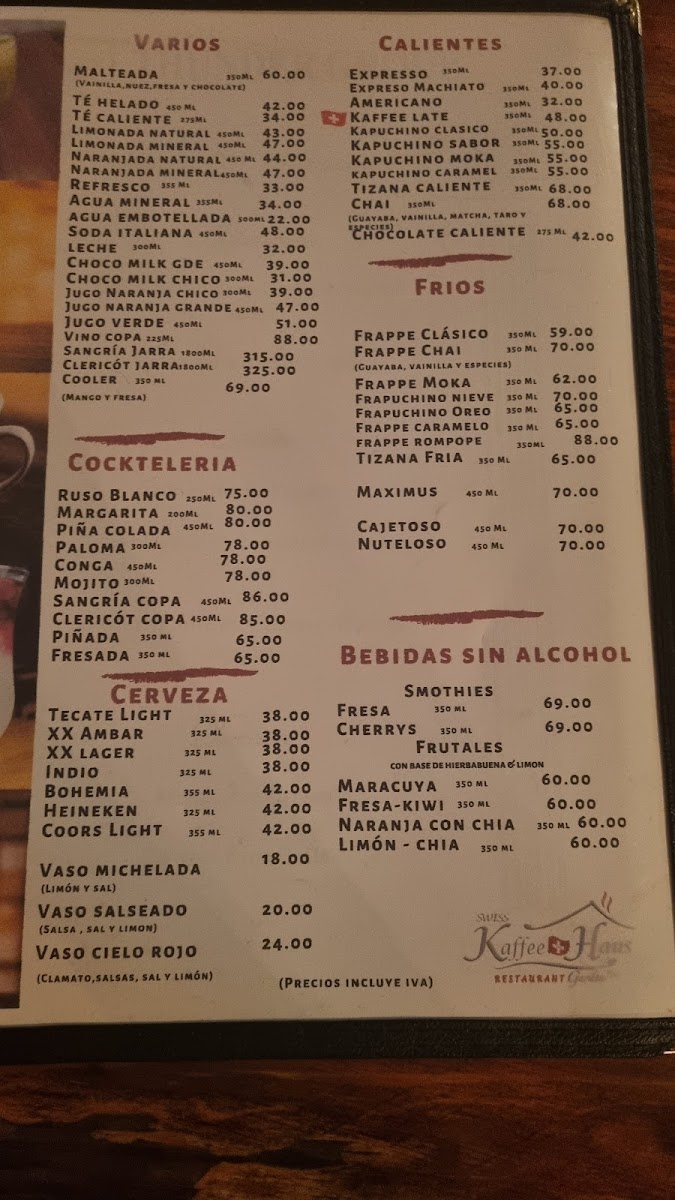 VARIOS
MALTEADA 350ML 60.00
(VAINILLA,NUEZ,FRESA Y CHOCOLATE)
TÉ HELADO 450 ML 42.00
TÉ CALIENTE 275ML 34.00
LIMONADA NATURAL 450ML 43.00
LIMONADA MINERAL 450ML 47.00
NARANJADA NATURAL 450 ML 44.00
NARANJADA MINERAL 450ML 47.00
REFRESCO 355 ML 33.00
AGUA MINERAL 355ML 34.00
AGUA EMBOTELLADA 500ML 22.00
SODA ITALIANA 450ML 48.00
LECHE 300ML 32.00
CHOCO MILK GDE 450ML 39.00
CHOCO MILK CHICO 300ML 31.00
JUGO NARANJA CHICO 300ML 39.00
JUGO NARANJA GRANDE 450ML 47.00
JUGO VERDE 450ML 51.00
VINO COPA 225ML 88.00
SANGRÍA JARRA 1800ML 315.00
CLERICÓT JARRA 1800ML 325.00
COOLER 350 ML 69.00
(MANGO Y FRESA)
COCKTELERIA
RUSO BLANCO 250ML 75.00
MARGARITA 200ML 80.00
PIÑA COLADA 450ML 80.00
PALOMA 300ML 78.00
CONGA 450ML 78.00
MOJITO 300ML 78.00
SANGRÍA COPA 450ML 86.00
CLERICÓT COPA 450ML 85.00
PIÑADA 350 ML 65.00
FRESADA 350 ML 65.00
CERVEZA
TECATE LIGHT 325 ML 38.00
XX AMBAR 325 ML 38.00
XX LAGER 325 ML 38.00
INDIO 325 ML 38.00
BOHEMIA 355 ML 42.00
HEINEKEN 325 ML 42.00
COORS LIGHT 355 ML 42.00
VASO MICHELADA 18.00
(LIMÓN Y SAL)
VASO SALSEADO 20.00
(SALSA , SAL Y LIMON)
VASO CIELO ROJO 24.00
(CLAMATO,SALSAS, SAL Y LIMÓN)
CALIENTES
EXPRESSO 350ML 37.00
EXPRESO MACHIATO 350ML 40.00
AMERICANO 350ML 32.00
KAFFEE LATE 350ML 48.00
KAPUCHINO CLASICO 350ML 50.00
KAPUCHINO SABOR 350ML 55.00
KAPUCHINO MOKA 350ML 55.00
KAPUCHINO CARAMEL 350ML 55.00
TIZANA CALIENTE 350ML 68.00
CHAI 350ML 68.00
(GUAYABA, VAINILLA, MATCHA, TARO Y
ESPECIES)
CHOCOLATE CALIENTE 275 ML 42.00
FRIOS
FRAPPE CLÁSICO 350ML 59.00
FRAPPE CHAI 350 ML 70.00
(GUAYABA, VAINILLA Y ESPECIES)
FRAPPE MOKA 350 ML 62.00
FRAPUCHINO NIEVE 350 ML 70.00
FRAPUCHINO OREO 350 ML 65.00
FRAPPE CARAMELO 350 ML 65.00
FRAPPE ROMPOPE 350ML 88.00
TIZANA FRIA 350 ML 65.00
MAXIMUS 450 ML 70.00
CAJETOSO 450 ML 70.00
NUTELOSO 450 ML 70.00
BEBIDAS SIN ALCOHOL
SMOTHIES
FRESA 350 ML 69.00
CHERRYS 350 ML 69.00
FRUTALES
CON BASE DE HIERBABUENA & LIMON
MARACUYA 350 ML 60.00
FRESA-KIWI 350 ML 60.00
NARANJA CON CHIA 350 ML 60.00
LIMÓN - CHIA 350 ML 60.00
SWISS
Kaffee Haus
RESTAURANT Garden
(PRECIOS INCLUYE IVA)